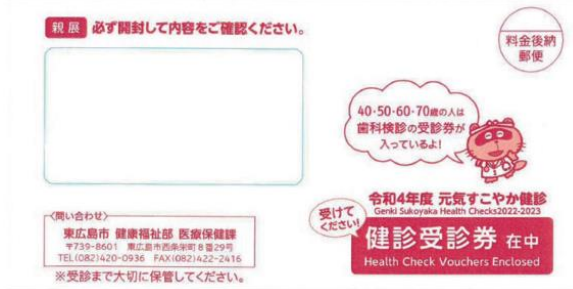 親展 必ず開封して内容をご確認ください。
料金後納
郵便
40・50・60・70歳の人は
歯科検診の受診券が
入っているよ!
令和4年度 元気すこやか健診
Genki Sukoyaka Health Checks2022-2023
受けて
ください!
健診受診券 在中
Health Check Vouchers Enclosed
<問い合わせ>
東広島市 健康福祉部 医療保健課
〒739-8601 東広島市西条栄町8番29号
TEL(082)420-0936 FAX(082)422-2416
※受診まで大切に保管してください。